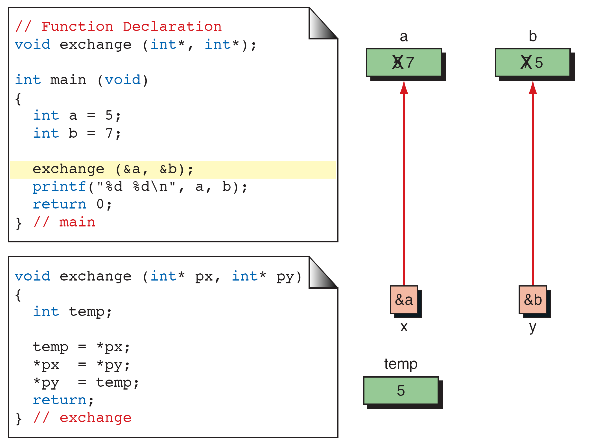 // Function Declaration
void exchange (int*, int*);
int main (void)
{
int a = 5;
int b = 7;
exchange (&a, &b);
printf("%d %d\n", a, b);
return 0;
} // main
void exchange (int* px, int* py)
{
int temp;
temp = *px;
*px = *py;
*py = temp;
return;
} // exchange
a
b
7
5
&a
&b
x
y
temp
5